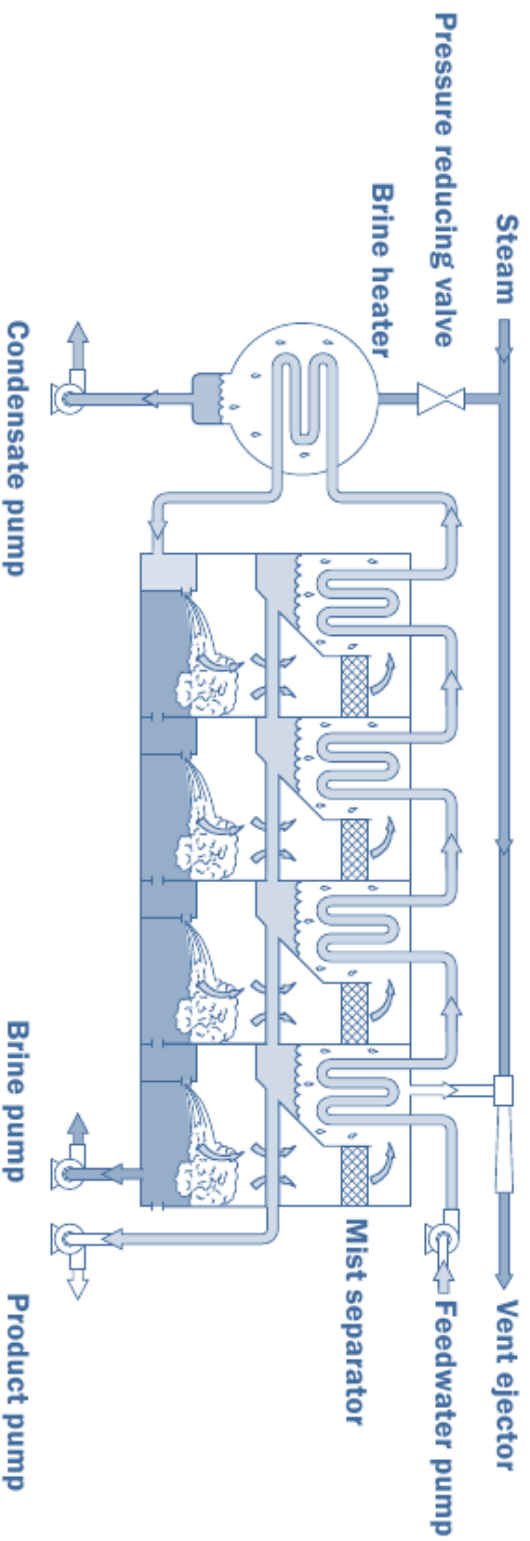 Steam
Vent ejector
Pressure reducing valve
Feedwater pump
Brine heater
Mist separator
Condensate pump
Brine pump
Product pump